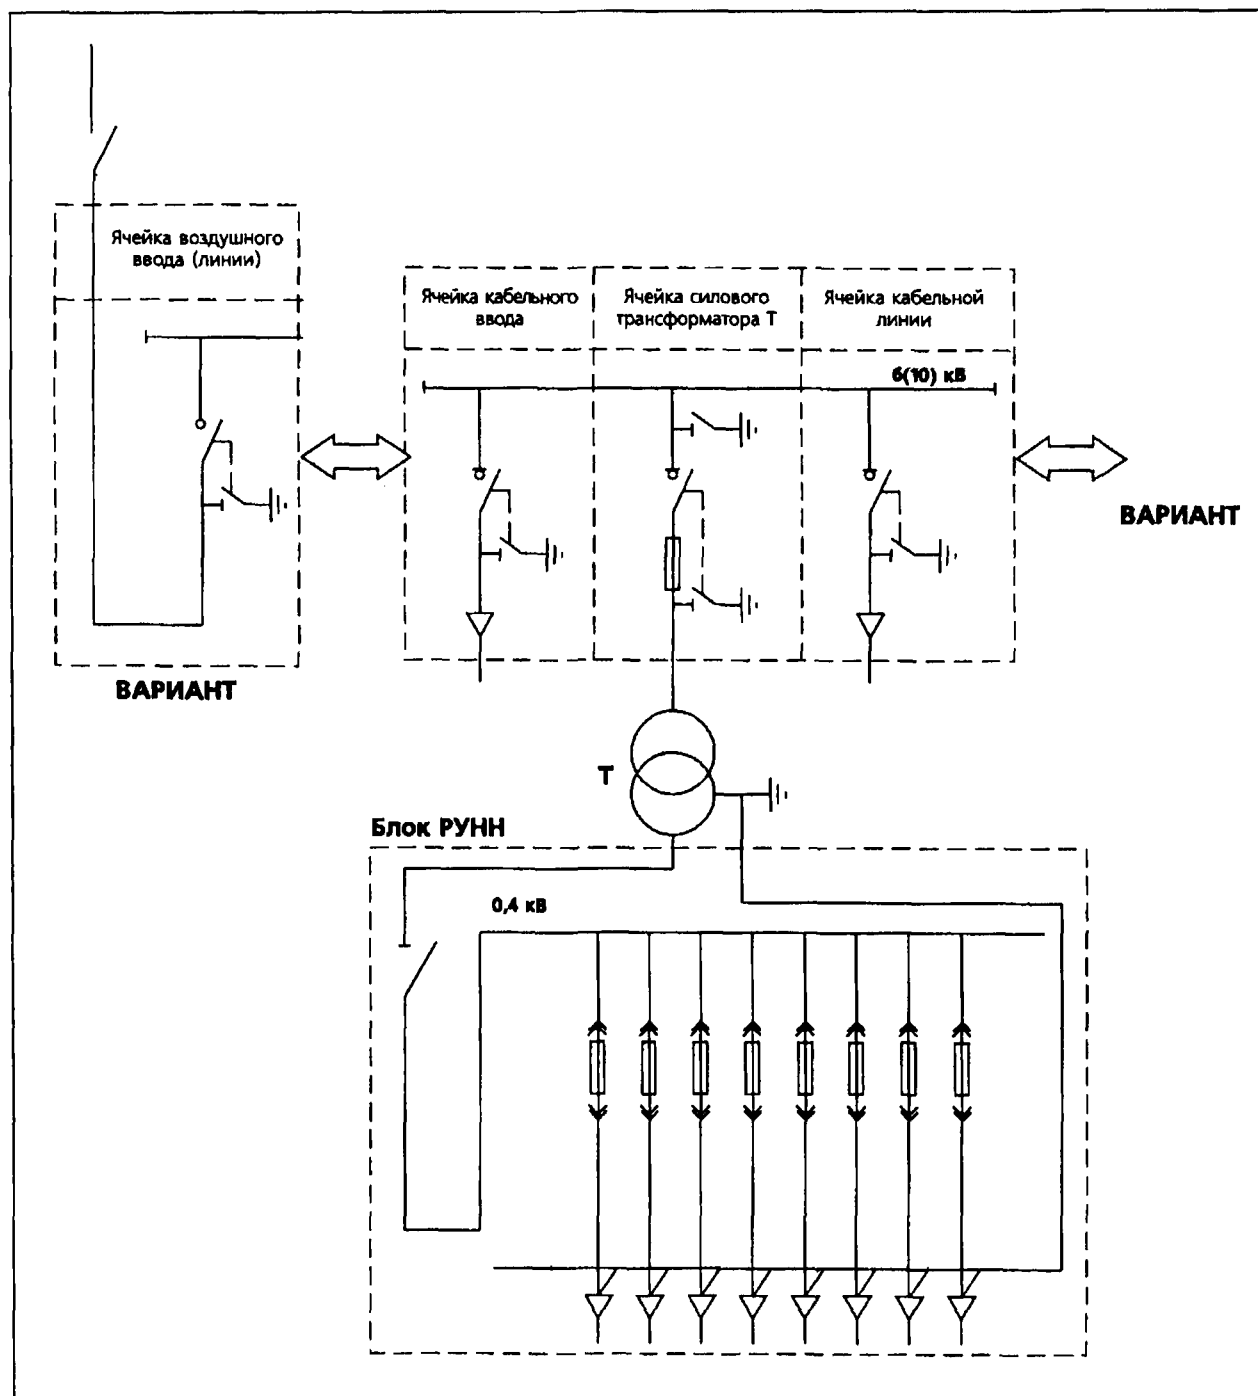 Ячейка воздушного
ввода (линии)
Ячейка кабельного
ввода
Ячейка силового
трансформатора Т
Ячейка кабельной
линии
6(10) кВ
ВАРИАНТ
ВАРИАНТ
Т
Блок РУНН
0,4 кВ